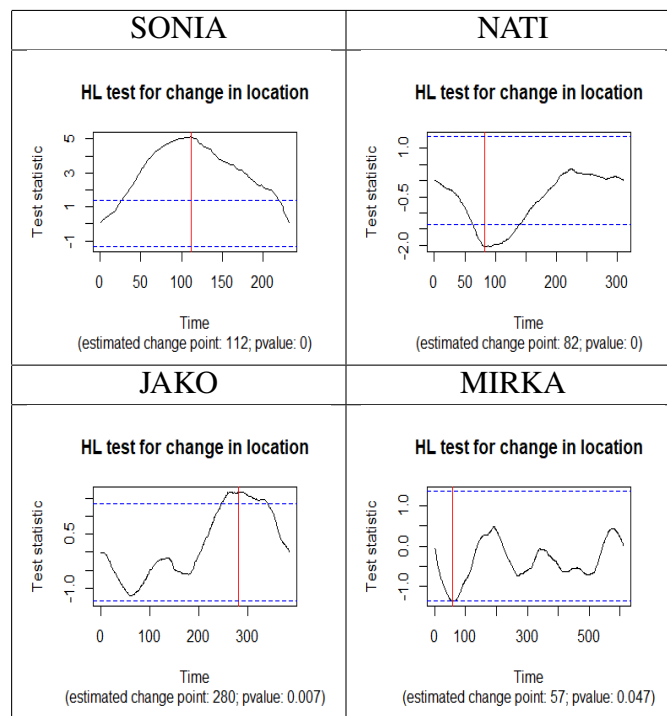 SONIA
HL test for change in location
Test statistic
-1 1 3 5
0 50 100 150 200
Time
(estimated change point: 112; pvalue: 0)
NATI
HL test for change in location
Test statistic
-2.0 -0.5 1.0
0 50 100 200 300
Time
(estimated change point: 82; pvalue: 0)
JAKO
HL test for change in location
Test statistic
-1.0 0.5
0 100 200 300
Time
(estimated change point: 280; pvalue: 0.007)
MIRKA
HL test for change in location
Test statistic
-1.0 0.0 1.0
0 100 300 500
Time
(estimated change point: 57; pvalue: 0.047)